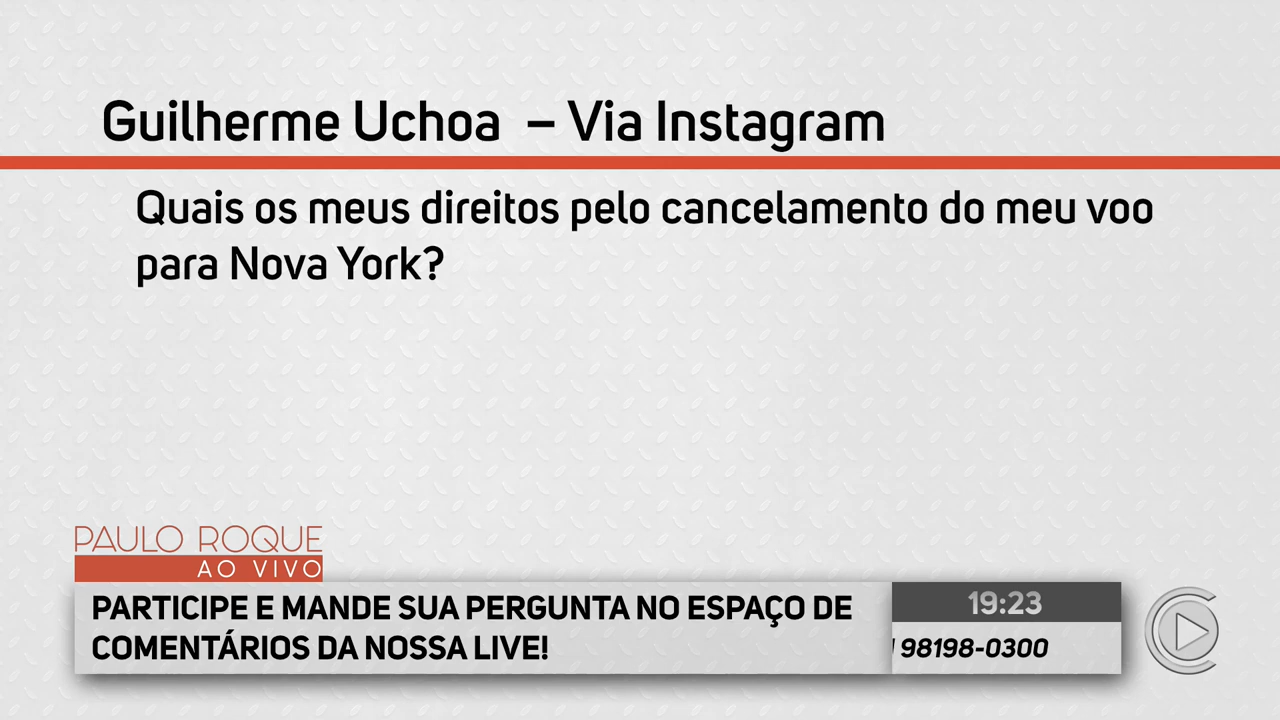 Guilherme Uchoa – Via Instagram
Quais os meus direitos pelo cancelamento do meu voo
para Nova York?
PAULO ROQUE
AO VIVO
PARTICIPE E MANDE SUA PERGUNTA NO ESPAÇO DE
COMENTÁRIOS DA NOSSA LIVE!
19:23
98198-0300